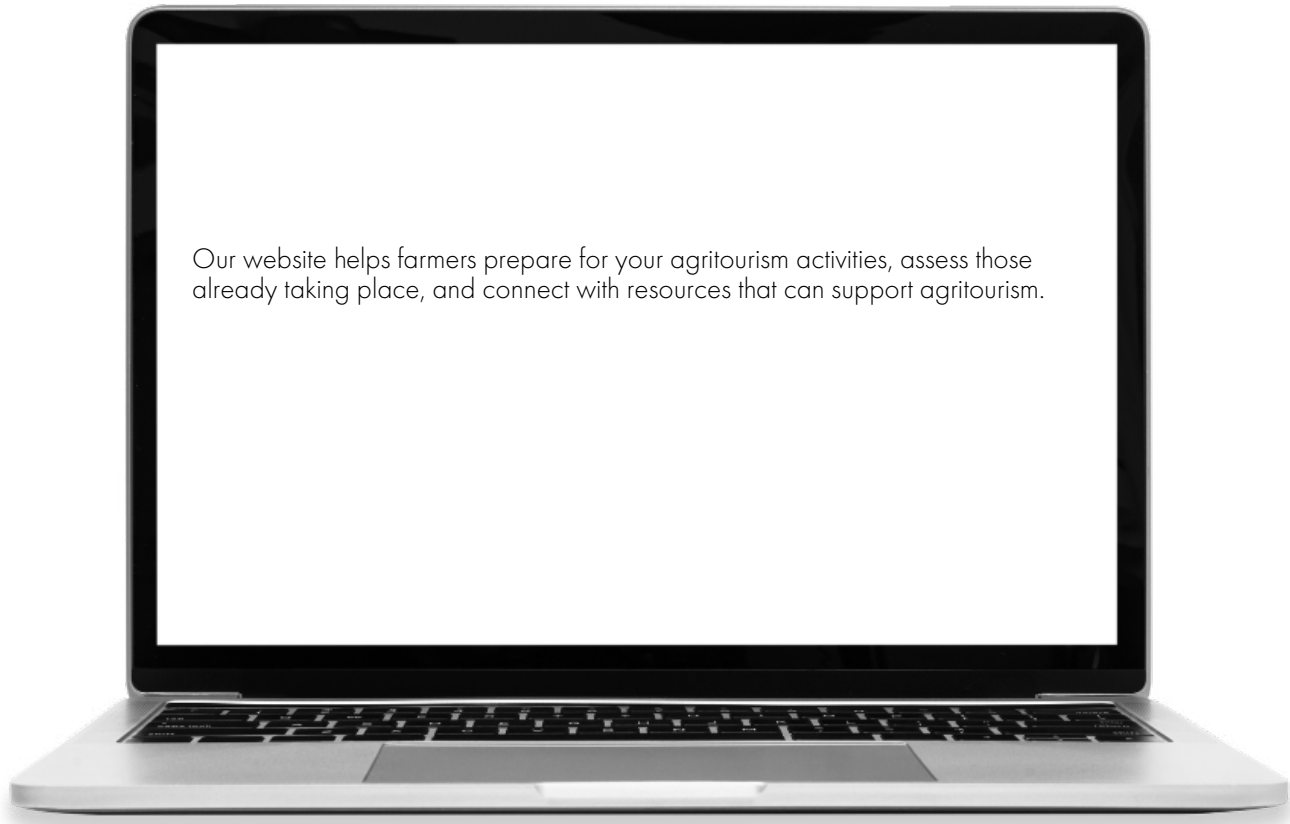 Our website helps farmers prepare for your agritourism activities, assess those
already taking place, and connect with resources that can support agritourism.